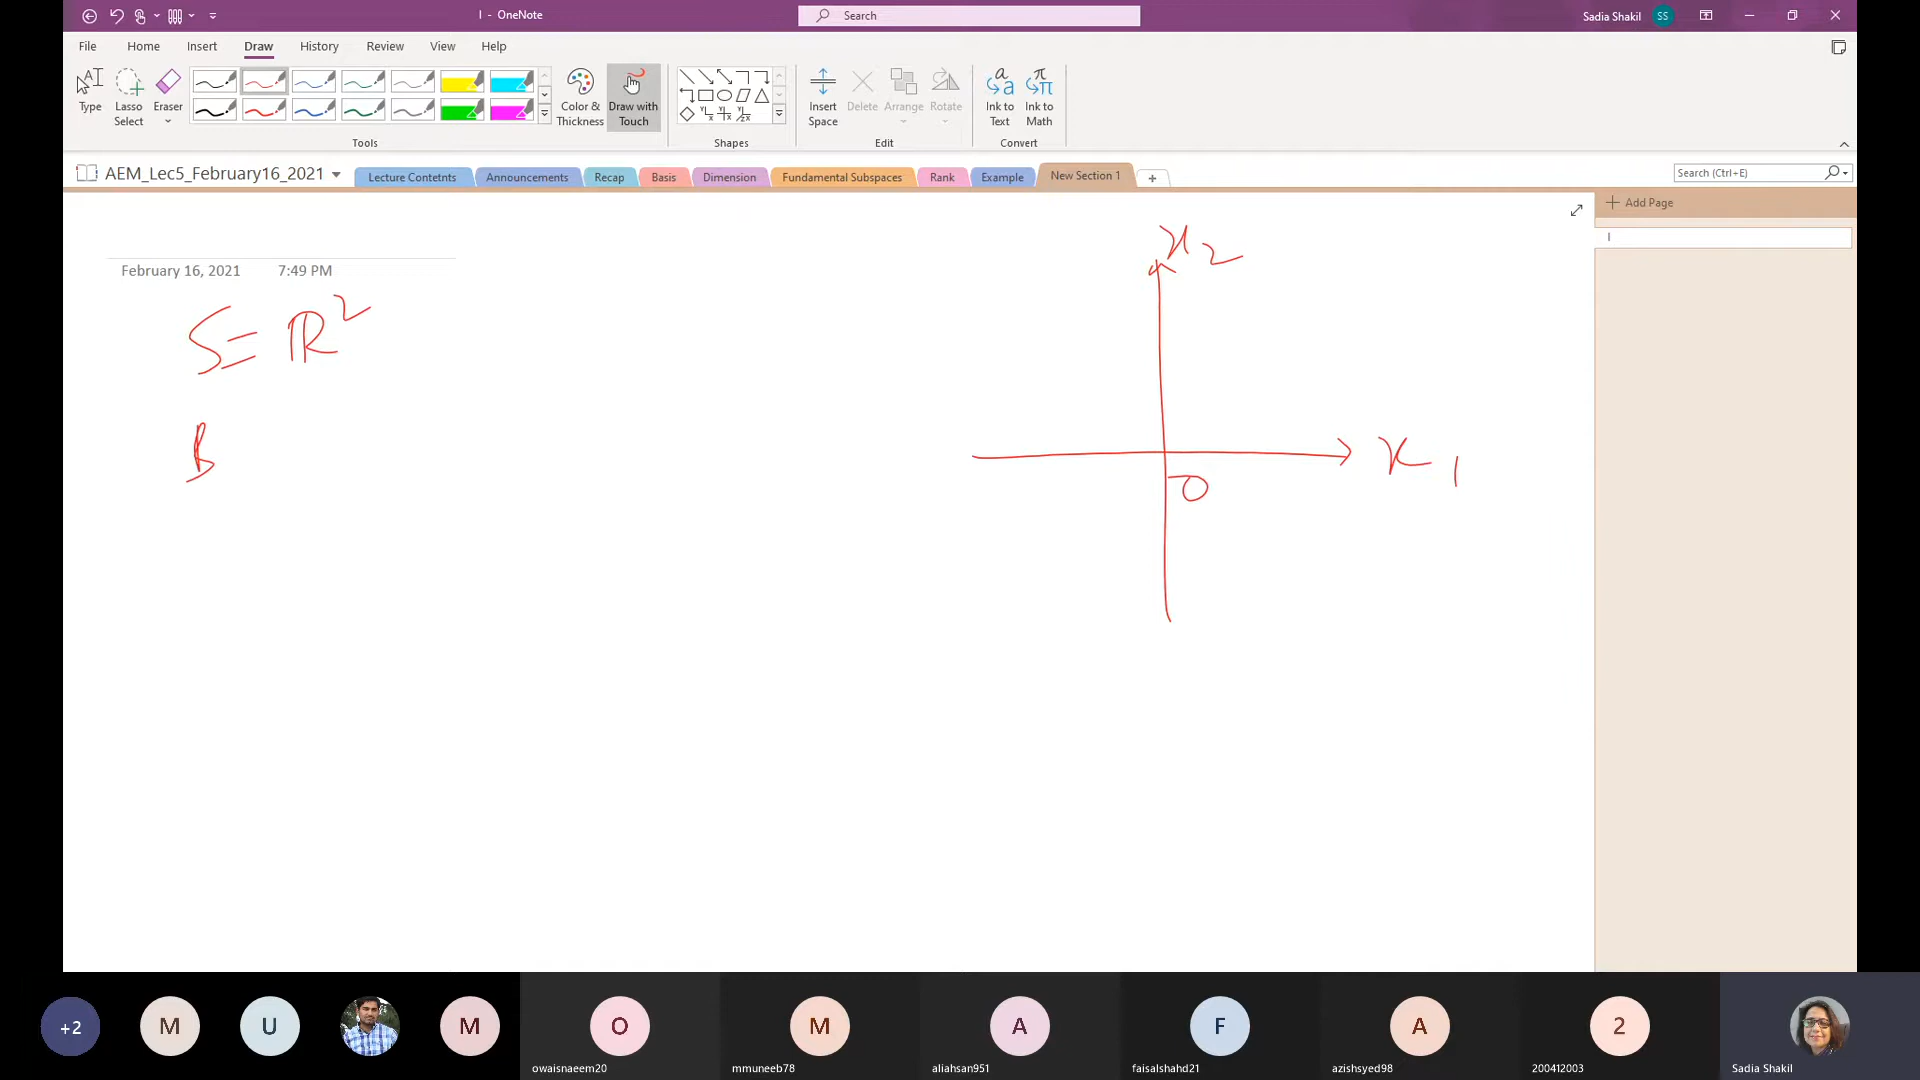 I - OneNote
Search
Sadia Shakil
SS
File Home Insert Draw History Review View Help
Type
Lasso Select
Eraser
Color & Thickness
Draw with Touch
Insert Space
Delete
Arrange
Rotate
Ink to Text
Ink to Math
Tools
Shapes
Edit
Convert
AEM_Lec5_February16_2021
Lecture Contetnts
Announcements
Recap
Basis
Dimension
Fundamental Subspaces
Rank
Example
New Section 1
Search (Ctrl+E)
Add Page
I
February 16, 2021 7:49 PM
x2
S= ℝ²
B
x1
0
+2
M
U
M
O
M
A
F
A
2
owaisnaeem20
mmuneeb78
aliahsan951
faisalshahd21
azishsyed98
200412003
Sadia Shakil